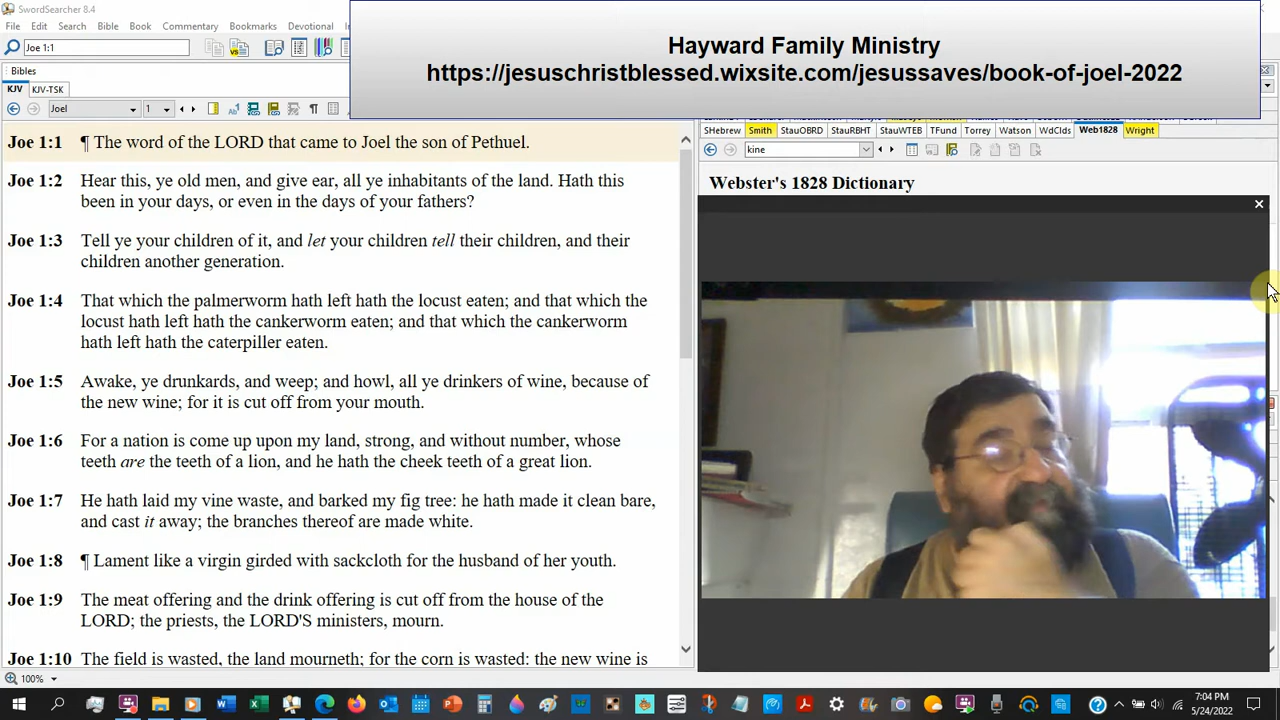 SwordSearcher 8.4
File Edit Search Bible Book Commentary Bookmarks Devotional
Hayward Family Ministry
https://jesuschristblessed.wixsite.com/jesussaves/book-of-joel-2022
Joe 1:1
Bibles
KJV KJV-TSK
Joel 1
Joe 1:1 ¶ The word of the LORD that came to Joel the son of Pethuel.
Joe 1:2 Hear this, ye old men, and give ear, all ye inhabitants of the land. Hath this
been in your days, or even in the days of your fathers?
Joe 1:3 Tell ye your children of it, and let your children tell their children, and their
children another generation.
Joe 1:4 That which the palmerworm hath left hath the locust eaten; and that which the
locust hath left hath the cankerworm eaten; and that which the cankerworm
hath left hath the caterpiller eaten.
Joe 1:5 Awake, ye drunkards, and weep; and howl, all ye drinkers of wine, because of
the new wine; for it is cut off from your mouth.
Joe 1:6 For a nation is come up upon my land, strong, and without number, whose
teeth are the teeth of a lion, and he hath the cheek teeth of a great lion.
Joe 1:7 He hath laid my vine waste, and barked my fig tree: he hath made it clean bare,
and cast it away; the branches thereof are made white.
Joe 1:8 ¶ Lament like a virgin girded with sackcloth for the husband of her youth.
Joe 1:9 The meat offering and the drink offering is cut off from the house of the
LORD; the priests, the LORD'S ministers, mourn.
Joe 1:10 The field is wasted, the land mourneth; for the corn is wasted: the new wine is
100%
SHebrew Smith StauOBRD StauRBHT StauWTEB TFund Torrey Watson WdClds Web1828 Wright
kine
Webster's 1828 Dictionary
7:04 PM
5/24/2022